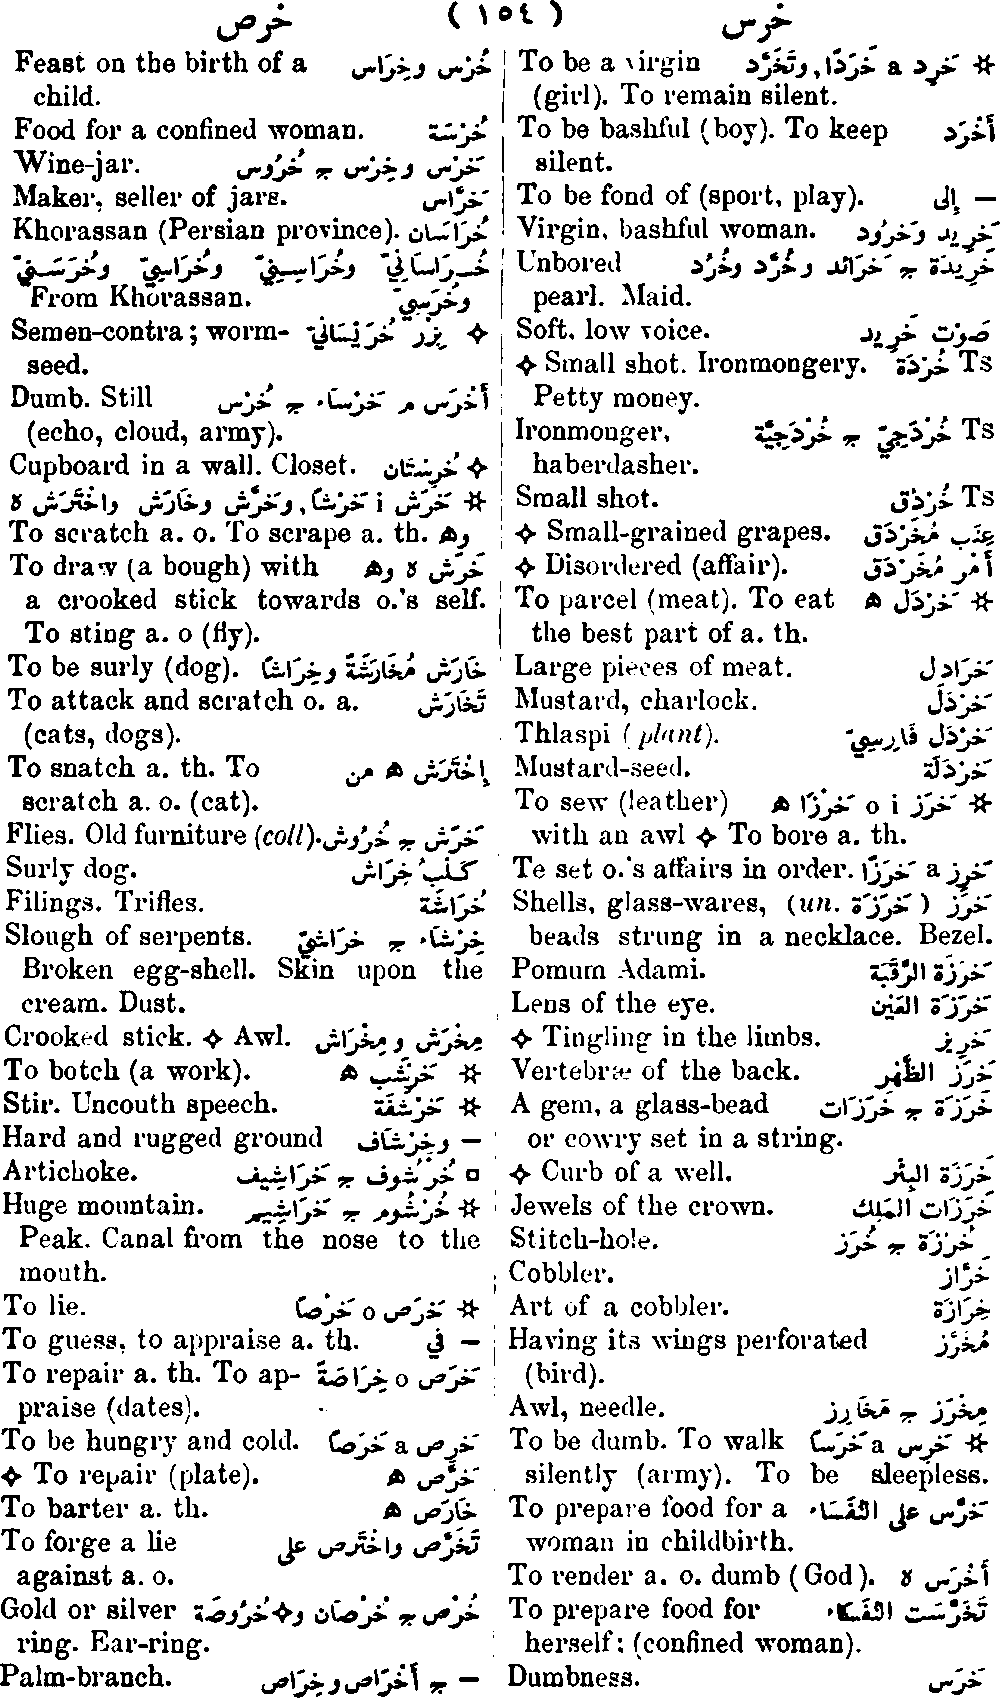 خرس ( ١٥٤ ) خرص
To be a virgin ✲ خَرِد a خَرَدًا, وتَخَرَّد
(girl). To remain silent.
To be bashful (boy). To keep أَخْرَد
silent.
To be fond of (sport, play). — إِلى
Virgin, bashful woman. خَرِيد وخَرُود
Unbored خَرِيدَة ج خَرَائد وخُرَّد وخُرُد
pearl. Maid.
Soft, low voice. صَوْت خَرِيد
✧ Small shot. Ironmongery. خُرْدَة Ts
Petty money.
Ironmonger, خُرْدَجِيّ ج خُرْدَجِيَّة Ts
haberdasher.
Small shot. خُرْدُق Ts
✧ Small-grained grapes. عِنَب مُخَرْدَق
✧ Disordered (affair). أَمْر مُخَرْدَق
To parcel (meat). To eat ✲ خَرْدَل ه
the best part of a. th.
Large pieces of meat. خَرَادِل
Mustard, charlock. خَرْدَل
Thlaspi (plant). خَرْدَل فَارِسِيّ
Mustard-seed. خَرْدَلَة
To sew (leather) ✲ خَرَز o i خَرْزًا ه
with an awl ✧ To bore a. th.
Te set o.'s affairs in order. خَرِز a خَرَزًا
Shells, glass-wares, (un. خَرَزَة ) خَرَز
beads strung in a necklace. Bezel.
Pomum Adami. خَرَزَة الرَّقَبَة
Lens of the eye. خَرَزَة العَيْن
✧ Tingling in the limbs. خَرِيز
Vertebræ of the back. خَرَز الظَّهْر
A gem, a glass-bead خَرَزَة ج خَرَزَات
or cowry set in a string.
✧ Curb of a well. خَرَزَة البِئْر
Jewels of the crown. خَرَزَات المَلِك
Stitch-hole. خُرْزَة ج خُرَز
Cobbler. خَرَّاز
Art of a cobbler. خِرَازَة
Having its wings perforated مُخَرَّز
(bird).
Awl, needle. مِخْرَز ج مَخَارِز
To be dumb. To walk ✲ خَرِس a خَرَسًا
silently (army). To be sleepless.
To prepare food for a خَرَّس على النُّفَسَاء
woman in childbirth.
To render a. o. dumb (God). أَخْرَس ه
To prepare food for تَخَرَّسَت النُّفَسَاء
herself: (confined woman).
Dumbness. خَرَس
Feast on the birth of a خُرْس وخِرَاس
child.
Food for a confined woman. خُرْسَة
Wine-jar. خَرْس وخِرْس ج خُرُوس
Maker, seller of jars. خَرَّاس
Khorassan (Persian province). خُرَاسَان
خُرَاسَانِيّ وخُرَاسِينِيّ وخُرَاسِيّ وخُرَسَنِيّ
From Khorassan. وخُرَسِيّ
Semen-contra; worm- ✧ بِزْر خُرَيْسَانِيّ
seed.
Dumb. Still أَخْرَس م خَرْسَاء ج خُرْس
(echo, cloud, army).
Cupboard in a wall. Closet. ✧ خُرِسْتَان
✲ خَرَش i خَرْشًا, وخَرَّش وخَارَش واخْتَرَش ه
To scratch a. o. To scrape a. th. وه
To draw (a bough) with خَرَش ه وه
a crooked stick towards o.'s self.
To sting a. o (fly).
To be surly (dog). خَارَش مُخَارَشَةً وخِرَاشًا
To attack and scratch o. a. تَخَارَش
(cats, dogs).
To snatch a. th. To إِخْتَرَش ه من
scratch a. o. (cat).
Flies. Old furniture (coll). خَرَش ج خُرُوش
Surly dog. كَلْب خِرَاش
Filings. Trifles. خُرَاشَة
Slough of serpents. خِرْشَاء ج خَرَاشِيّ
Broken egg-shell. Skin upon the
cream. Dust.
Crooked stick. ✧ Awl. مِخْرَش ومِخْرَاش
To botch (a work). ✲ خَرْشَب ه
Stir. Uncouth speech. ✲ خَرْشَفَة
Hard and rugged ground — وخِرْشَاف
Artichoke. □ خُرْشُوف ج خَرَاشِيف
Huge mountain. ✲ خُرْشُوم ج خَرَاشِيم
Peak. Canal from the nose to the
mouth.
To lie. ✲ خَرَص o خَرْصًا
To guess, to appraise a. th. — في
To repair a. th. To ap- خَرَص o خِرَاصَةً
praise (dates).
To be hungry and cold. خَرِص a خَرَصًا
✧ To repair (plate). خَرَّص ه
To barter a. th. خَارَص ه
To forge a lie تَخَرَّص واخْتَرَص على
against a. o.
Gold or silver خُرْص ج خُرْصَان و✧خُرُوصَة
ring. Ear-ring.
Palm-branch. — ج أَخْرَاص وخِرَاص